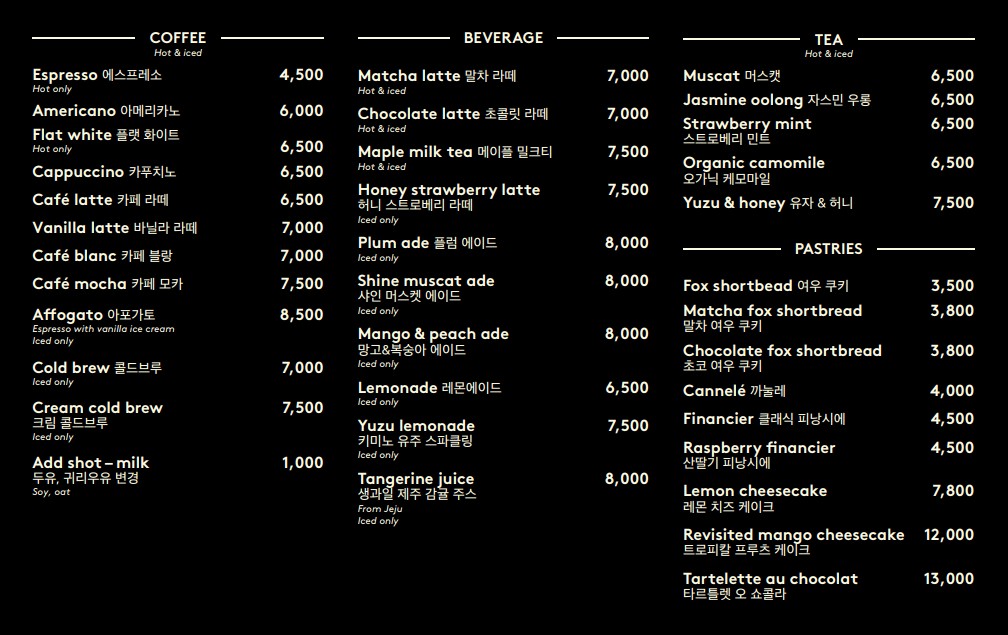 COFFEE
Hot & iced
Espresso 에스프레소 4,500
Hot only
Americano 아메리카노 6,000
Flat white 플랫 화이트
Hot only 6,500
Cappuccino 카푸치노 6,500
Café latte 카페 라떼 6,500
Vanilla latte 바닐라 라떼 7,000
Café blanc 카페 블랑 7,000
Café mocha 카페 모카 7,500
Affogato 아포가토 8,500
Espresso with vanilla ice cream
Iced only
Cold brew 콜드브루 7,000
Iced only
Cream cold brew 7,500
크림 콜드브루
Iced only
Add shot – milk 1,000
두유, 귀리우유 변경
Soy, oat
BEVERAGE
Matcha latte 말차 라떼 7,000
Hot & iced
Chocolate latte 초콜릿 라떼 7,000
Hot & iced
Maple milk tea 메이플 밀크티 7,500
Hot & iced
Honey strawberry latte 7,500
허니 스트로베리 라떼
Iced only
Plum ade 플럼 에이드 8,000
Iced only
Shine muscat ade 8,000
샤인 머스켓 에이드
Iced only
Mango & peach ade 8,000
망고&복숭아 에이드
Iced only
Lemonade 레몬에이드 6,500
Iced only
Yuzu lemonade 7,500
키미노 유주 스파클링
Iced only
Tangerine juice 8,000
생과일 제주 감귤 주스
From Jeju
Iced only
TEA
Hot & iced
Muscat 머스캣 6,500
Jasmine oolong 자스민 우롱 6,500
Strawberry mint 6,500
스트로베리 민트
Organic camomile 6,500
오가닉 케모마일
Yuzu & honey 유자 & 허니 7,500
PASTRIES
Fox shortbead 여우 쿠키 3,500
Matcha fox shortbread 3,800
말차 여우 쿠키
Chocolate fox shortbread 3,800
초코 여우 쿠키
Cannelé 까눌레 4,000
Financier 클래식 피낭시에 4,500
Raspberry financier 4,500
산딸기 피낭시에
Lemon cheesecake 7,800
레몬 치즈 케이크
Revisited mango cheesecake 12,000
트로피칼 프루츠 케이크
Tartelette au chocolat 13,000
타르틀렛 오 쇼콜라